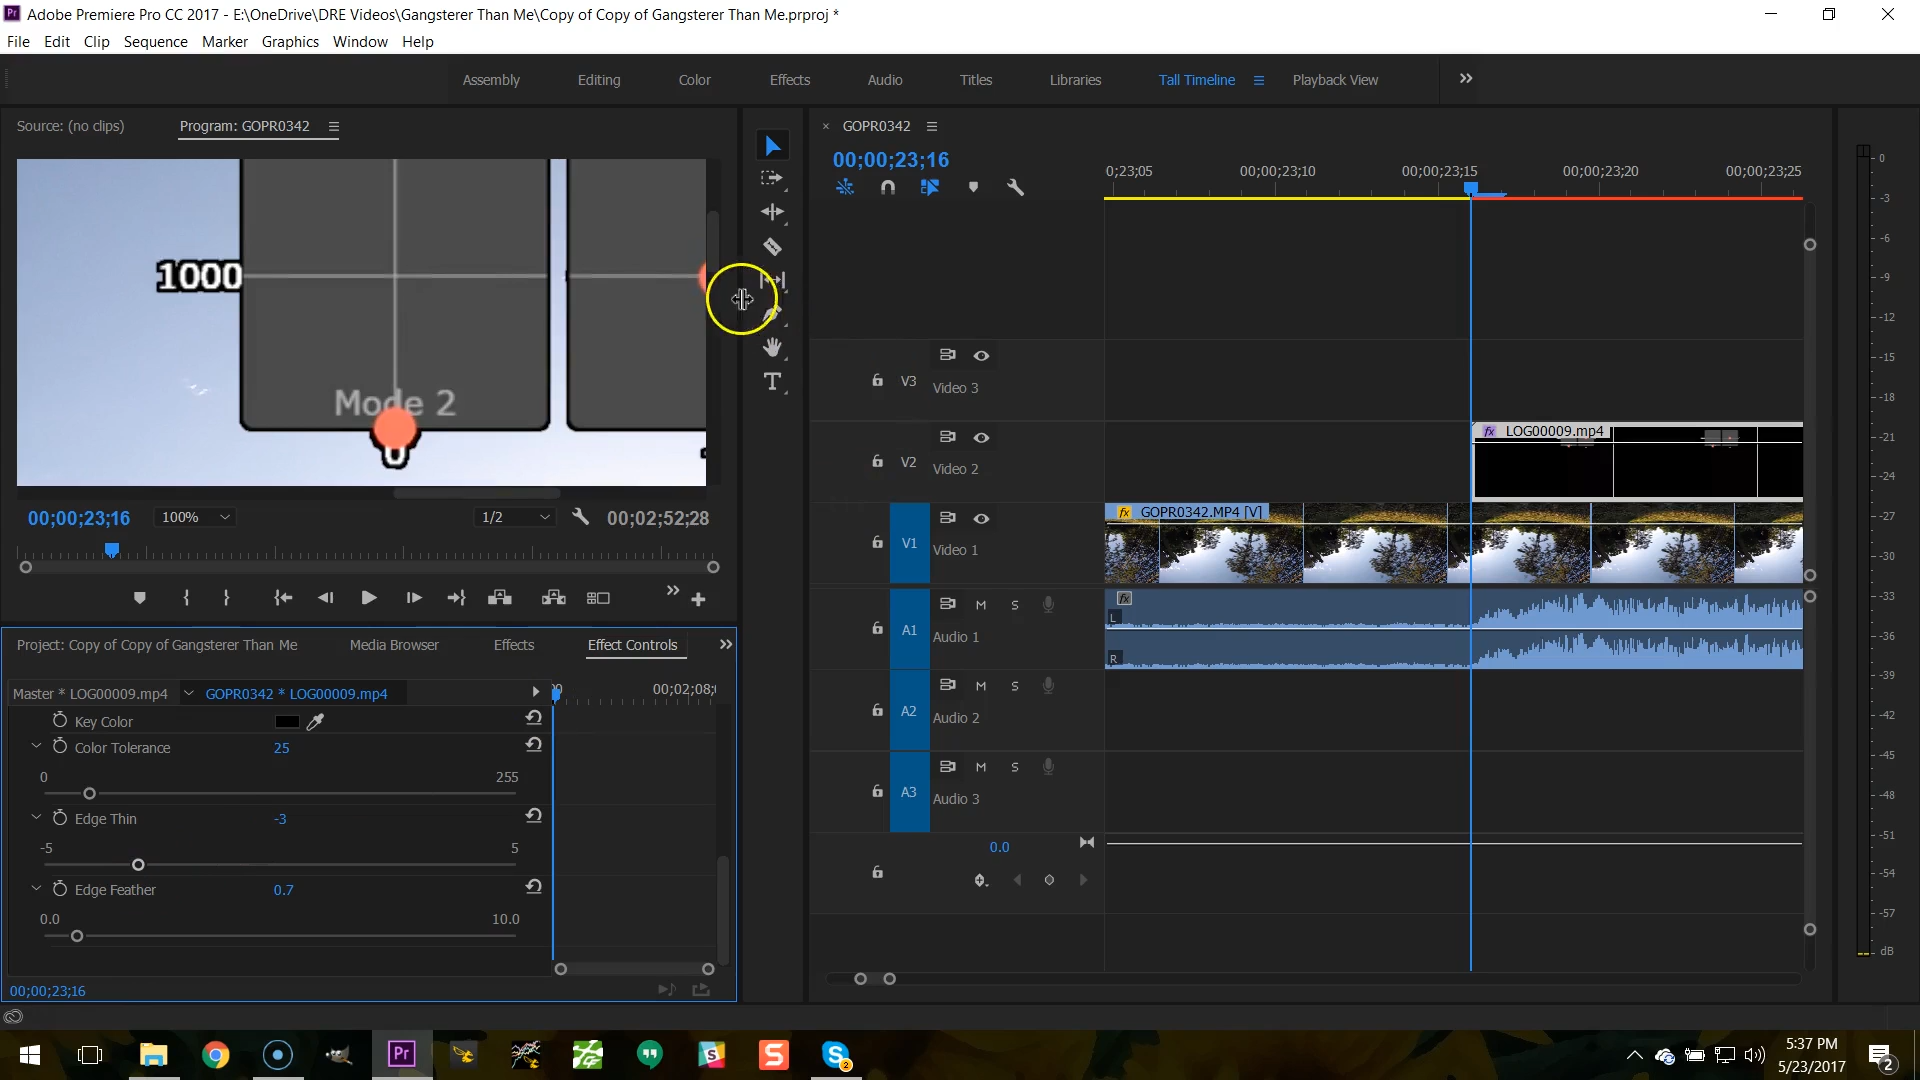 Adobe Premiere Pro CC 2017 - E:\OneDrive\DRE Videos\Gangsterer Than Me\Copy of Copy of Gangsterer Than Me.prproj *
File Edit Clip Sequence Marker Graphics Window Help
Assembly Editing Color Effects Audio Titles Libraries Tall Timeline Playback View
Source: (no clips) Program: GOPR0342
1000
Mode 2
0
00;00;23;16 100% 1/2 00;02;52;28
Project: Copy of Copy of Gangsterer Than Me Media Browser Effects Effect Controls
Master * LOG00009.mp4 GOPR0342 * LOG00009.mp4 00;02;08;
Key Color
Color Tolerance 25
0 255
Edge Thin -3
-5 5
Edge Feather 0.7
0.0 10.0
00;00;23;16
× GOPR0342
00;00;23;16
0;23;05 00;00;23;10 00;00;23;15 00;00;23;20 00;00;23;25
V3 Video 3
V2 Video 2
fx LOG00009.mp4
V1 Video 1
fx GOPR0342.MP4 [V]
A1 M S Audio 1
fx
L
R
A2 M S Audio 2
A3 M S Audio 3
0.0
0
-3
-6
-9
-12
-15
-18
-21
-24
-27
-30
-33
-36
-39
-42
-45
-48
-51
-54
-57
dB
Pr
S
2
5:37 PM
5/23/2017
2